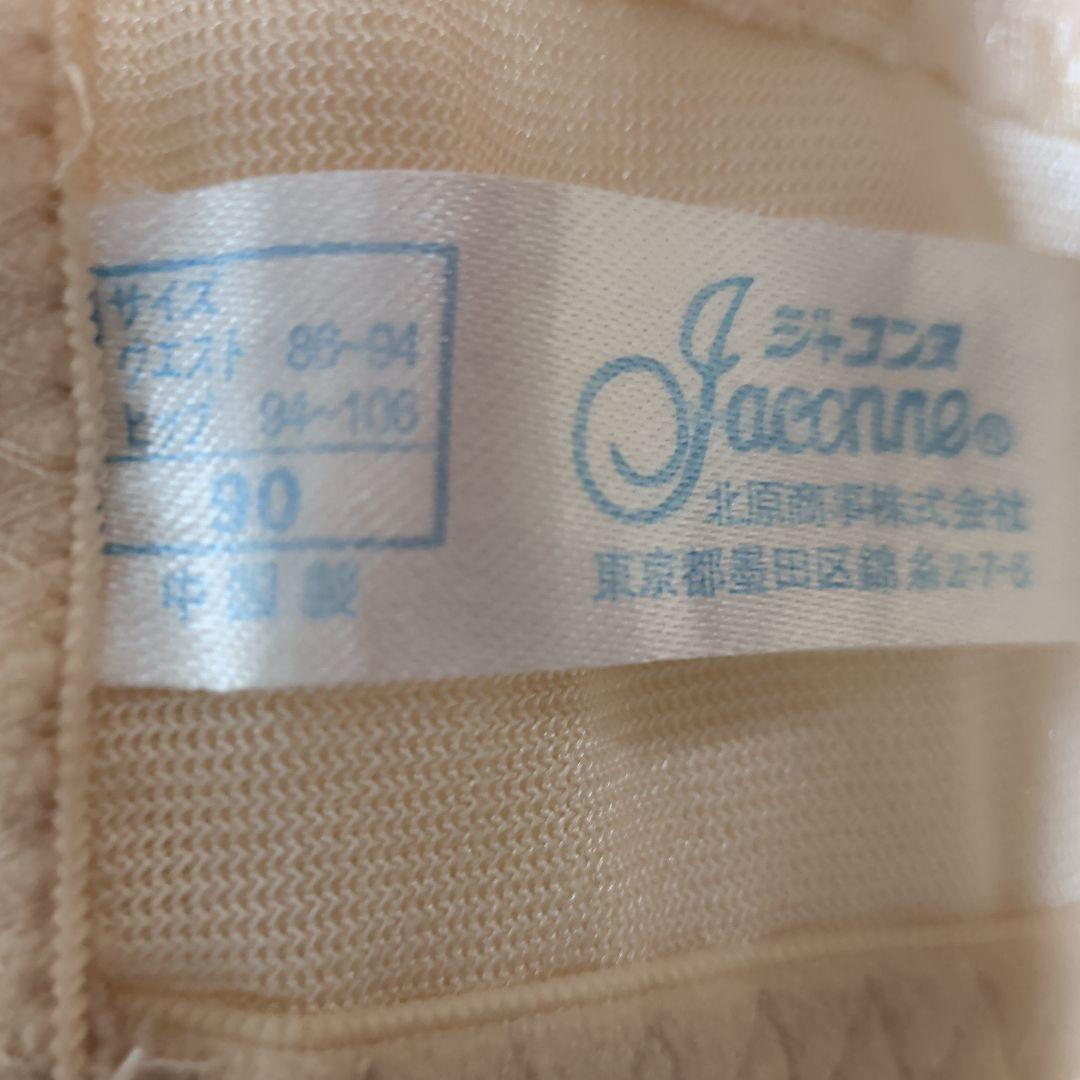 サイズ
ウエスト 86~94
ヒップ 94~106
90
中国製
ジャコンヌ
Jaconne®
北原商事株式会社
東京都墨田区錦糸2-7-6